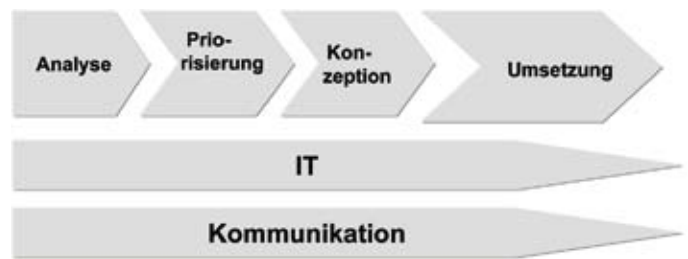 Analyse
Prio-
risierung
Kon-
zeption
Umsetzung
IT
Kommunikation